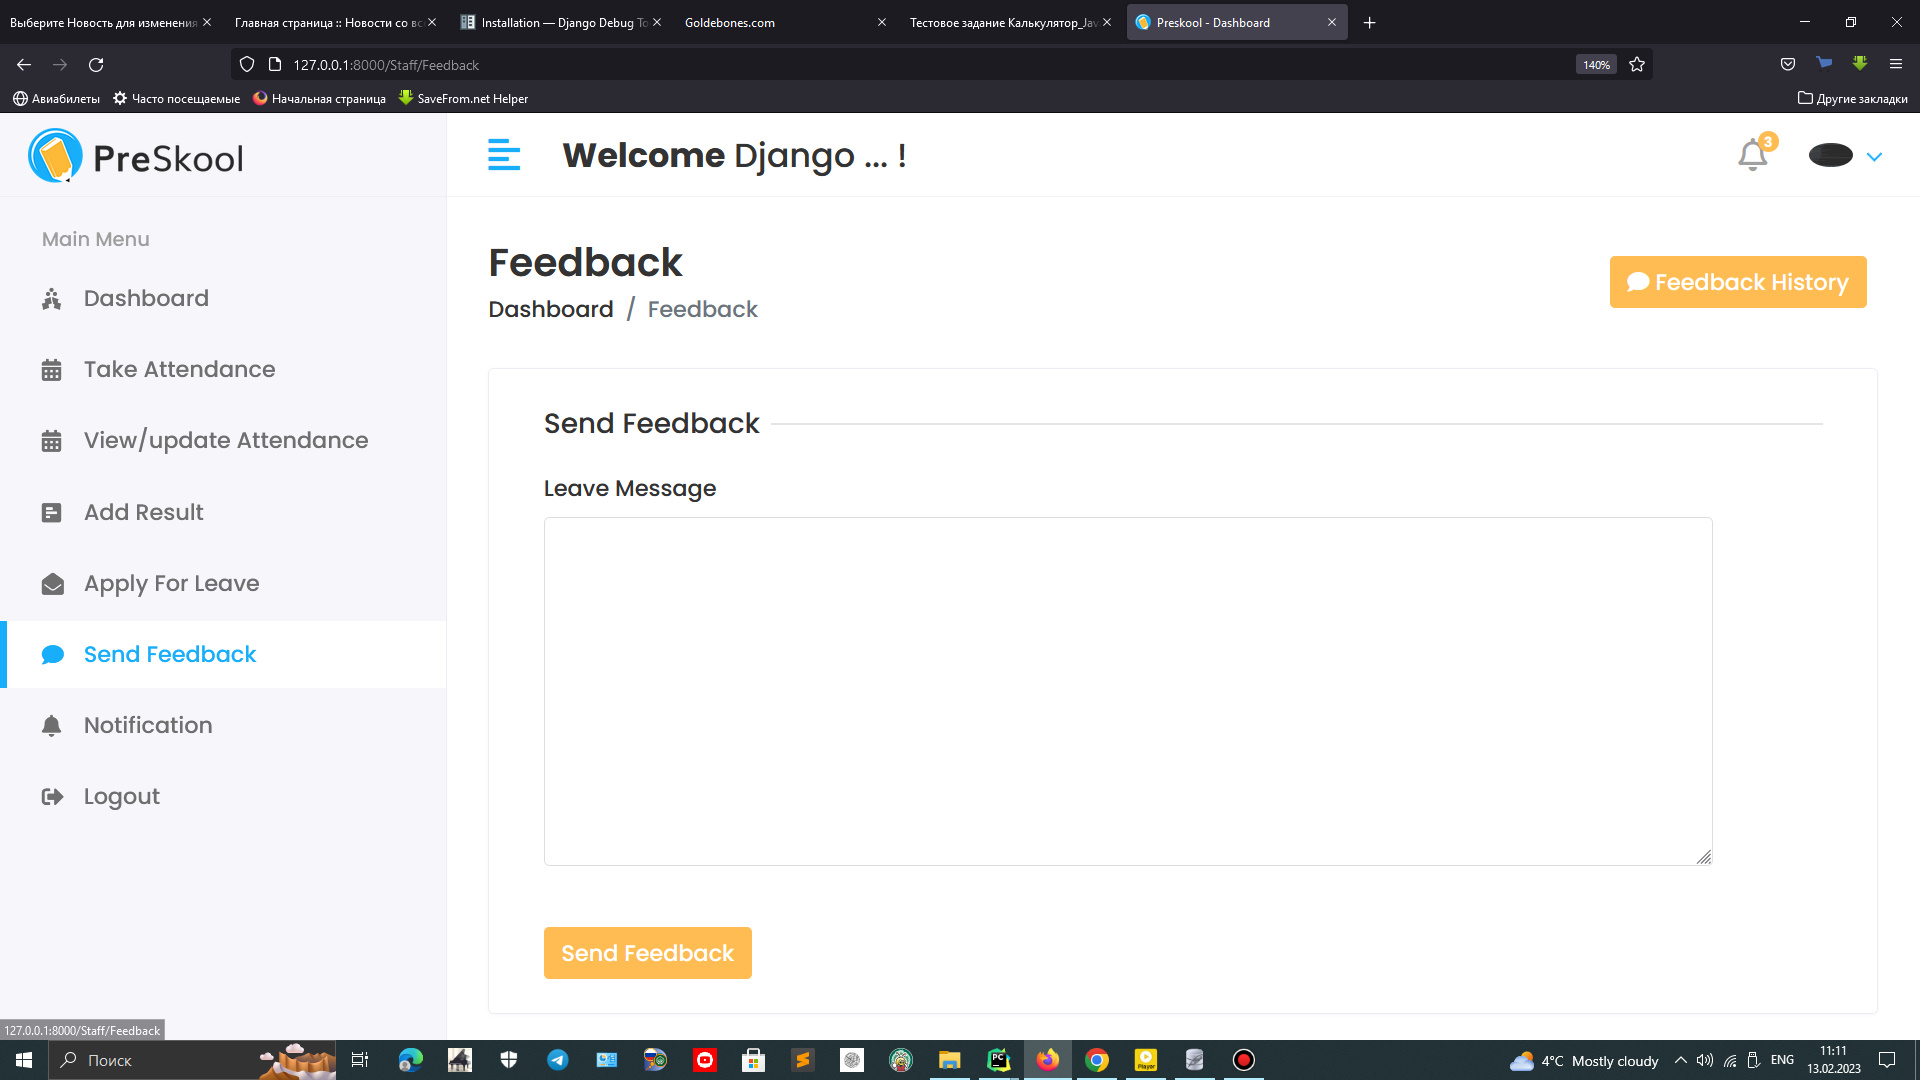 Выберите Новость для изменения
Главная страница :: Новости со вс
Installation — Django Debug To
Goldebones.com
Тестовое задание Калькулятор_Jav
Preskool - Dashboard
127.0.0.1:8000/Staff/Feedback
140%
Авиабилеты
Часто посещаемые
Начальная страница
SaveFrom.net Helper
Другие закладки
PreSkool
Welcome Django ... !
3
Main Menu
Dashboard
Take Attendance
View/update Attendance
Add Result
Apply For Leave
Send Feedback
Notification
Logout
Feedback
Dashboard / Feedback
Feedback History
Send Feedback
Leave Message
Send Feedback
127.0.0.1:8000/Staff/Feedback
Поиск
PC
Player
4°C Mostly cloudy
ENG
11:11
13.02.2023